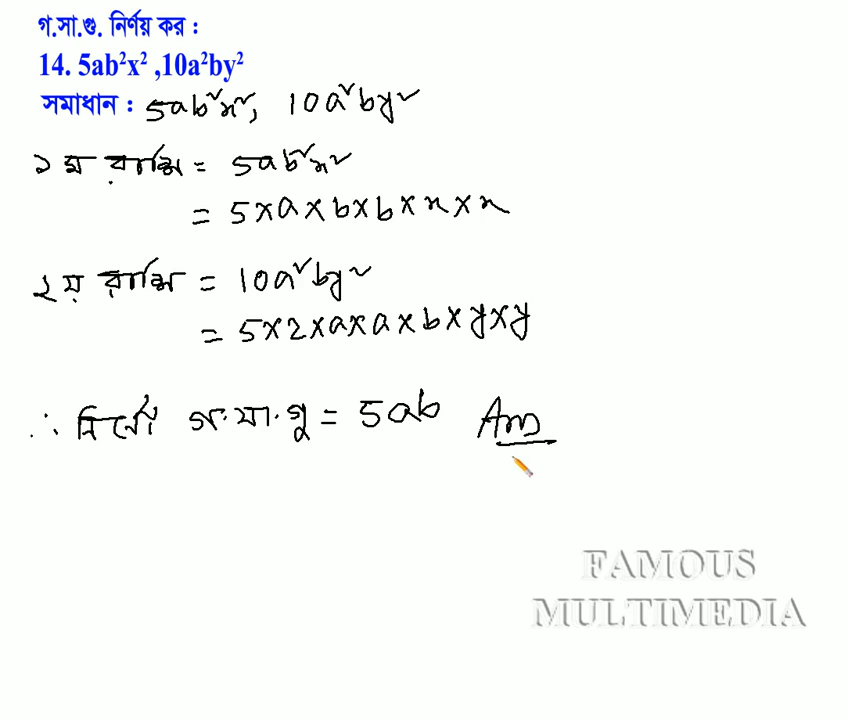 গ.সা.গু. নির্ণয় কর :
14. 5ab²x² ,10a²by²
সমাধান : 5ab²x², 10a²by²
১ম রাশি = 5ab²x²
= 5×a×b×b×x×x
২য় রাশি = 10a²by²
= 5×2×a×a×b×y×y
∴ নির্ণেয় গ.সা.গু = 5ab Ans
FAMOUS
MULTIMEDIA